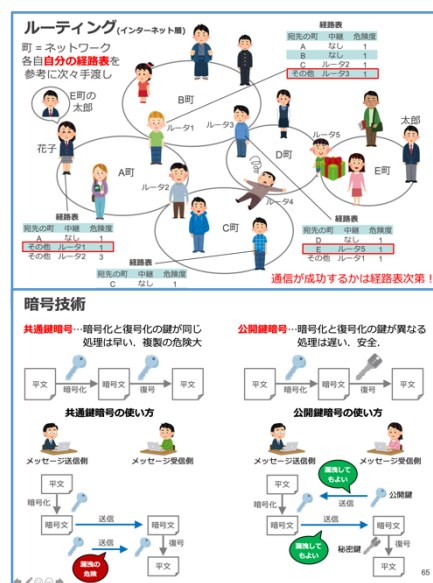 ルーティング(インターネット層)
町 = ネットワーク
各自自分の経路表を
参考に次々手渡し
経路表
宛先の町 中継 危険度
A なし 1
B なし 1
C ルータ2 1
その他 ルータ3 1
E町の
太郎
花子
B町
ルータ1
ルータ3
A町
ルータ2
D町
ルータ5
ルータ4
太郎
E町
C町
経路表
宛先の町 中継 危険度
A なし 1
その他 ルータ1 1
その他 ルータ2 3
経路表
宛先の町 中継 危険度
C なし 1
経路表
宛先の町 中継 危険度
D なし 1
E ルータ5 1
通信が成功するかは経路表次第!
暗号技術
共通鍵暗号…暗号化と復号化の鍵が同じ
処理は早い.複製の危険大
平文
暗号化
暗号文
復号
平文
共通鍵暗号の使い方
メッセージ送信側
メッセージ受信側
平文
暗号化
暗号文
送信
暗号文
送信
復号
漏洩の
危険
平文
公開鍵暗号…暗号化と復号化の鍵が異なる
処理は遅い.安全.
平文
暗号化
暗号文
復号
平文
公開鍵暗号の使い方
メッセージ送信側
メッセージ受信側
漏洩して
もよい
平文
公開鍵
暗号化
送信
暗号文
暗号文
漏洩して
もよい
秘密鍵
復号
平文
65